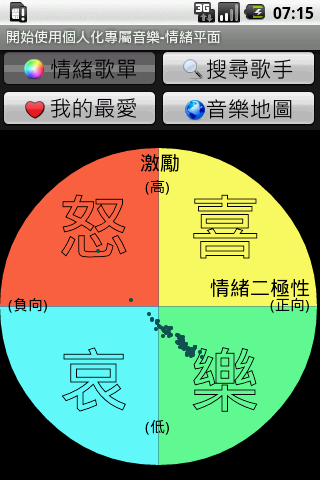 3G 07:15
開始使用個人化專屬音樂-情緒平面
情緒歌單 搜尋歌手
我的最愛 音樂地圖
激勵
(高)
怒 喜
情緒二極性
(負向) (正向)
哀 樂
(低)